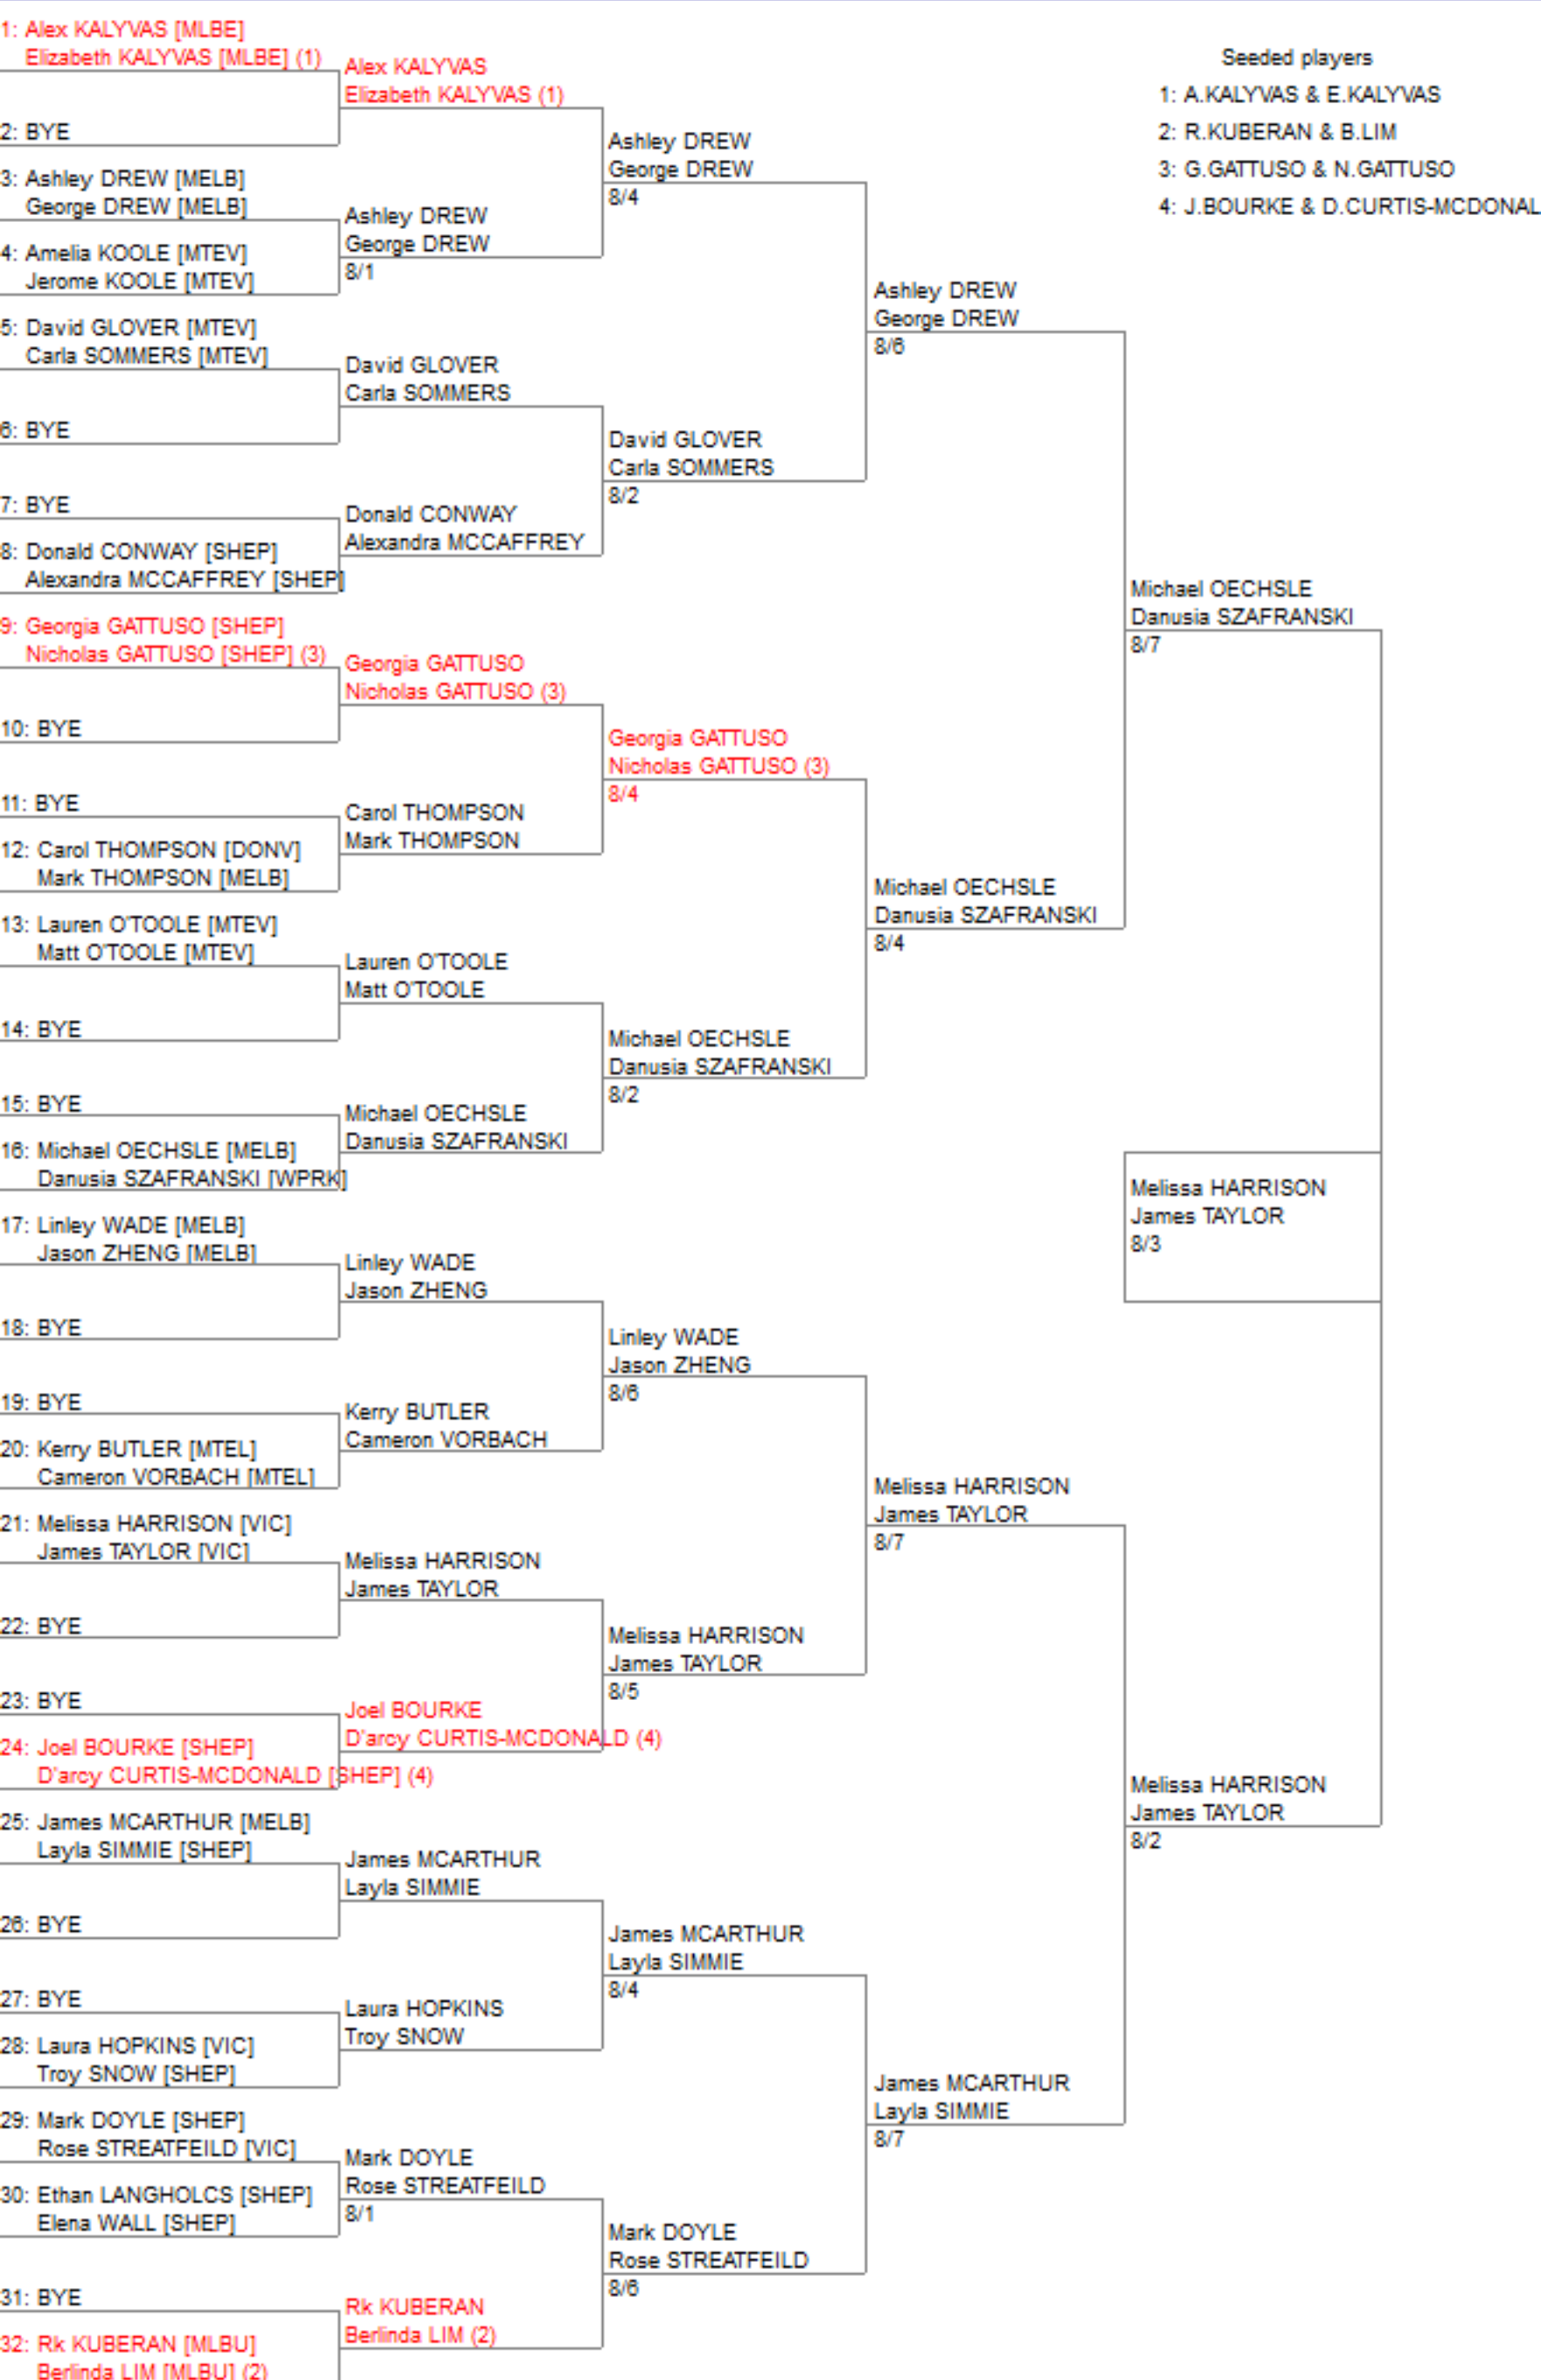 1: Alex KALYVAS [MLBE]
Elizabeth KALYVAS [MLBE] (1)
2: BYE
3: Ashley DREW [MELB]
George DREW [MELB]
4: Amelia KOOLE [MTEV]
Jerome KOOLE [MTEV]
5: David GLOVER [MTEV]
Carla SOMMERS [MTEV]
6: BYE
7: BYE
8: Donald CONWAY [SHEP]
Alexandra MCCAFFREY [SHEP]
9: Georgia GATTUSO [SHEP]
Nicholas GATTUSO [SHEP] (3)
10: BYE
11: BYE
12: Carol THOMPSON [DONV]
Mark THOMPSON [MELB]
13: Lauren O'TOOLE [MTEV]
Matt O'TOOLE [MTEV]
14: BYE
15: BYE
16: Michael OECHSLE [MELB]
Danusia SZAFRANSKI [WPRK]
17: Linley WADE [MELB]
Jason ZHENG [MELB]
18: BYE
19: BYE
20: Kerry BUTLER [MTEL]
Cameron VORBACH [MTEL]
21: Melissa HARRISON [VIC]
James TAYLOR [VIC]
22: BYE
23: BYE
24: Joel BOURKE [SHEP]
D'arcy CURTIS-MCDONALD [SHEP] (4)
25: James MCARTHUR [MELB]
Layla SIMMIE [SHEP]
26: BYE
27: BYE
28: Laura HOPKINS [VIC]
Troy SNOW [SHEP]
29: Mark DOYLE [SHEP]
Rose STREATFEILD [VIC]
30: Ethan LANGHOLCS [SHEP]
Elena WALL [SHEP]
31: BYE
32: Rk KUBERAN [MLBU]
Berlinda LIM [MLBU] (2)
Alex KALYVAS
Elizabeth KALYVAS (1)
Ashley DREW
George DREW
8/1
David GLOVER
Carla SOMMERS
Donald CONWAY
Alexandra MCCAFFREY
Georgia GATTUSO
Nicholas GATTUSO (3)
Carol THOMPSON
Mark THOMPSON
Lauren O'TOOLE
Matt O'TOOLE
Michael OECHSLE
Danusia SZAFRANSKI
Linley WADE
Jason ZHENG
Kerry BUTLER
Cameron VORBACH
Melissa HARRISON
James TAYLOR
Joel BOURKE
D'arcy CURTIS-MCDONALD (4)
James MCARTHUR
Layla SIMMIE
Laura HOPKINS
Troy SNOW
Mark DOYLE
Rose STREATFEILD
8/1
Rk KUBERAN
Berlinda LIM (2)
Ashley DREW
George DREW
8/4
David GLOVER
Carla SOMMERS
8/2
Georgia GATTUSO
Nicholas GATTUSO (3)
8/4
Michael OECHSLE
Danusia SZAFRANSKI
8/2
Linley WADE
Jason ZHENG
8/6
Melissa HARRISON
James TAYLOR
8/5
James MCARTHUR
Layla SIMMIE
8/4
Mark DOYLE
Rose STREATFEILD
8/6
Ashley DREW
George DREW
8/6
Michael OECHSLE
Danusia SZAFRANSKI
8/4
Melissa HARRISON
James TAYLOR
8/7
James MCARTHUR
Layla SIMMIE
8/7
Michael OECHSLE
Danusia SZAFRANSKI
8/7
Melissa HARRISON
James TAYLOR
8/3
Melissa HARRISON
James TAYLOR
8/2
Seeded players
1: A.KALYVAS & E.KALYVAS
2: R.KUBERAN & B.LIM
3: G.GATTUSO & N.GATTUSO
4: J.BOURKE & D.CURTIS-MCDONAL